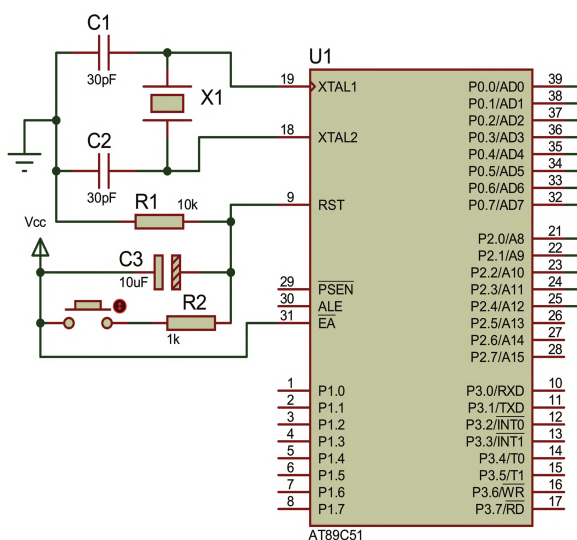 C1
30pF
X1
C2
30pF
R1 10k
Vcc
C3
10uF
R2
1k
U1
19 XTAL1
18 XTAL2
9 RST
29 PSEN
30 ALE
31 EA
1 P1.0
2 P1.1
3 P1.2
4 P1.3
5 P1.4
6 P1.5
7 P1.6
8 P1.7
P0.0/AD0 39
P0.1/AD1 38
P0.2/AD2 37
P0.3/AD3 36
P0.4/AD4 35
P0.5/AD5 34
P0.6/AD6 33
P0.7/AD7 32
P2.0/A8 21
P2.1/A9 22
P2.2/A10 23
P2.3/A11 24
P2.4/A12 25
P2.5/A13 26
P2.6/A14 27
P2.7/A15 28
P3.0/RXD 10
P3.1/TXD 11
P3.2/INT0 12
P3.3/INT1 13
P3.4/T0 14
P3.5/T1 15
P3.6/WR 16
P3.7/RD 17
AT89C51